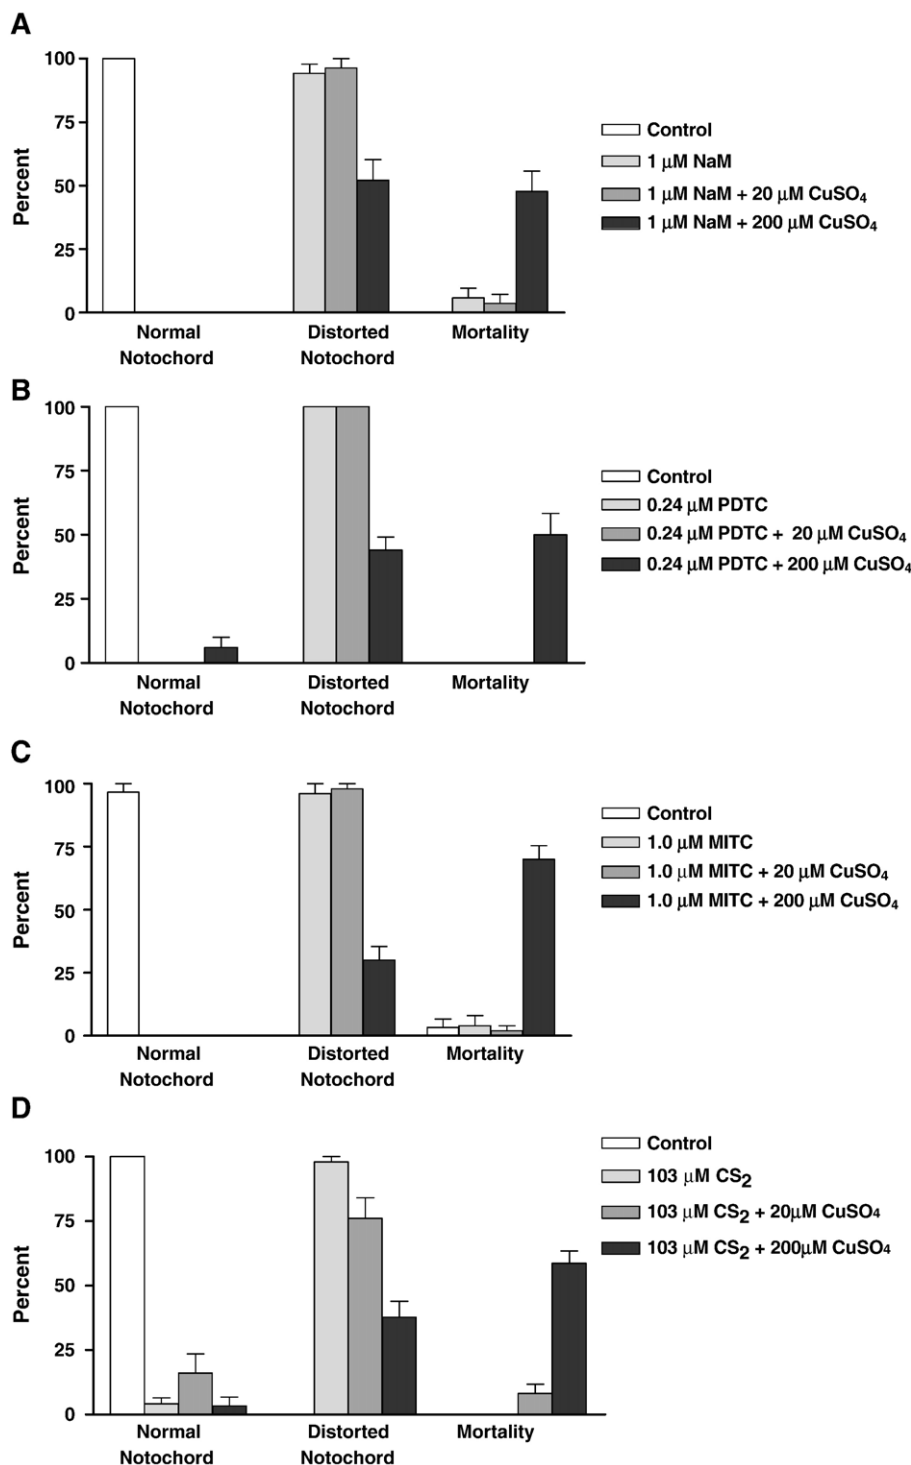 A
100
75
50
25
0
Percent
Normal
Notochord
Distorted
Notochord
Mortality
Control
1 μM NaM
1 μM NaM + 20 μM CuSO4
1 μM NaM + 200 μM CuSO4
B
100
75
50
25
0
Percent
Normal
Notochord
Distorted
Notochord
Mortality
Control
0.24 μM PDTC
0.24 μM PDTC + 20 μM CuSO4
0.24 μM PDTC + 200 μM CuSO4
C
100
75
50
25
0
Percent
Normal
Notochord
Distorted
Notochord
Mortality
Control
1.0 μM MITC
1.0 μM MITC + 20 μM CuSO4
1.0 μM MITC + 200 μM CuSO4
D
100
75
50
25
0
Percent
Normal
Notochord
Distorted
Notochord
Mortality
Control
103 μM CS2
103 μM CS2 + 20μM CuSO4
103 μM CS2 + 200μM CuSO4